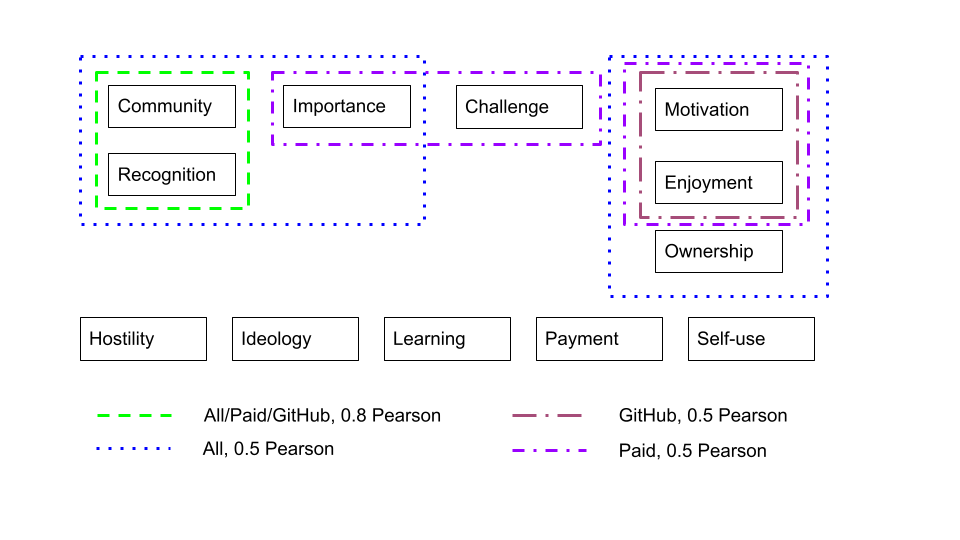 Community
Importance
Challenge
Motivation
Recognition
Enjoyment
Ownership
Hostility
Ideology
Learning
Payment
Self-use
All/Paid/GitHub, 0.8 Pearson
GitHub, 0.5 Pearson
All, 0.5 Pearson
Paid, 0.5 Pearson